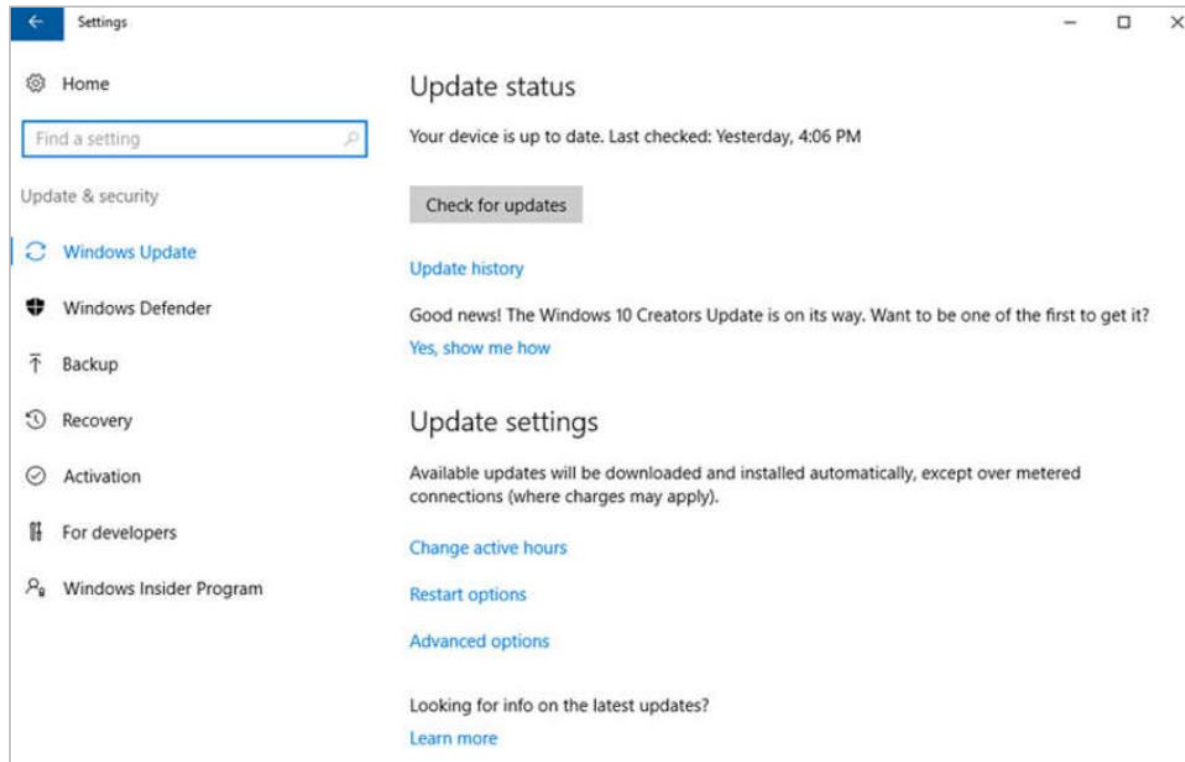 Settings
Home
Find a setting
Update & security
Windows Update
Windows Defender
Backup
Recovery
Activation
For developers
Windows Insider Program
Update status
Your device is up to date. Last checked: Yesterday, 4:06 PM
Check for updates
Update history
Good news! The Windows 10 Creators Update is on its way. Want to be one of the first to get it?
Yes, show me how
Update settings
Available updates will be downloaded and installed automatically, except over metered
connections (where charges may apply).
Change active hours
Restart options
Advanced options
Looking for info on the latest updates?
Learn more